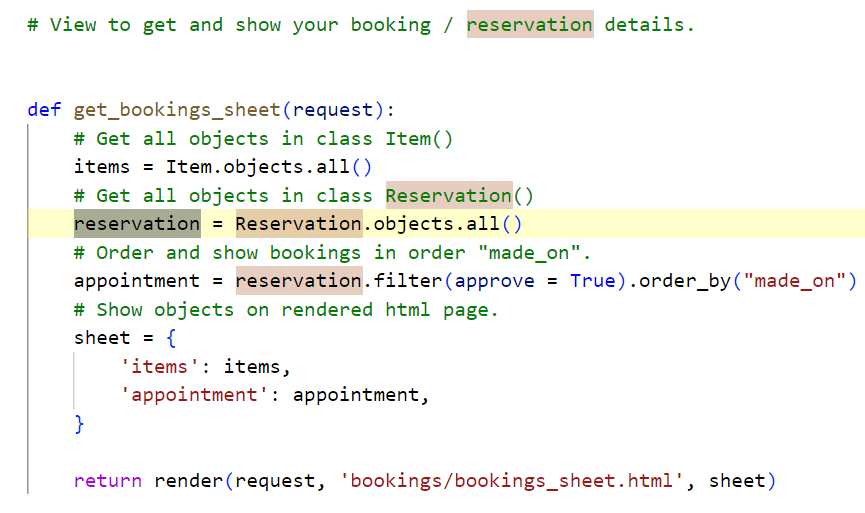 # View to get and show your booking / reservation details.
def get_bookings_sheet(request):
# Get all objects in class Item()
items = Item.objects.all()
# Get all objects in class Reservation()
reservation = Reservation.objects.all()
# Order and show bookings in order "made_on".
appointment = reservation.filter(approve = True).order_by("made_on")
# Show objects on rendered html page.
sheet = {
'items': items,
'appointment': appointment,
}
return render(request, 'bookings/bookings_sheet.html', sheet)